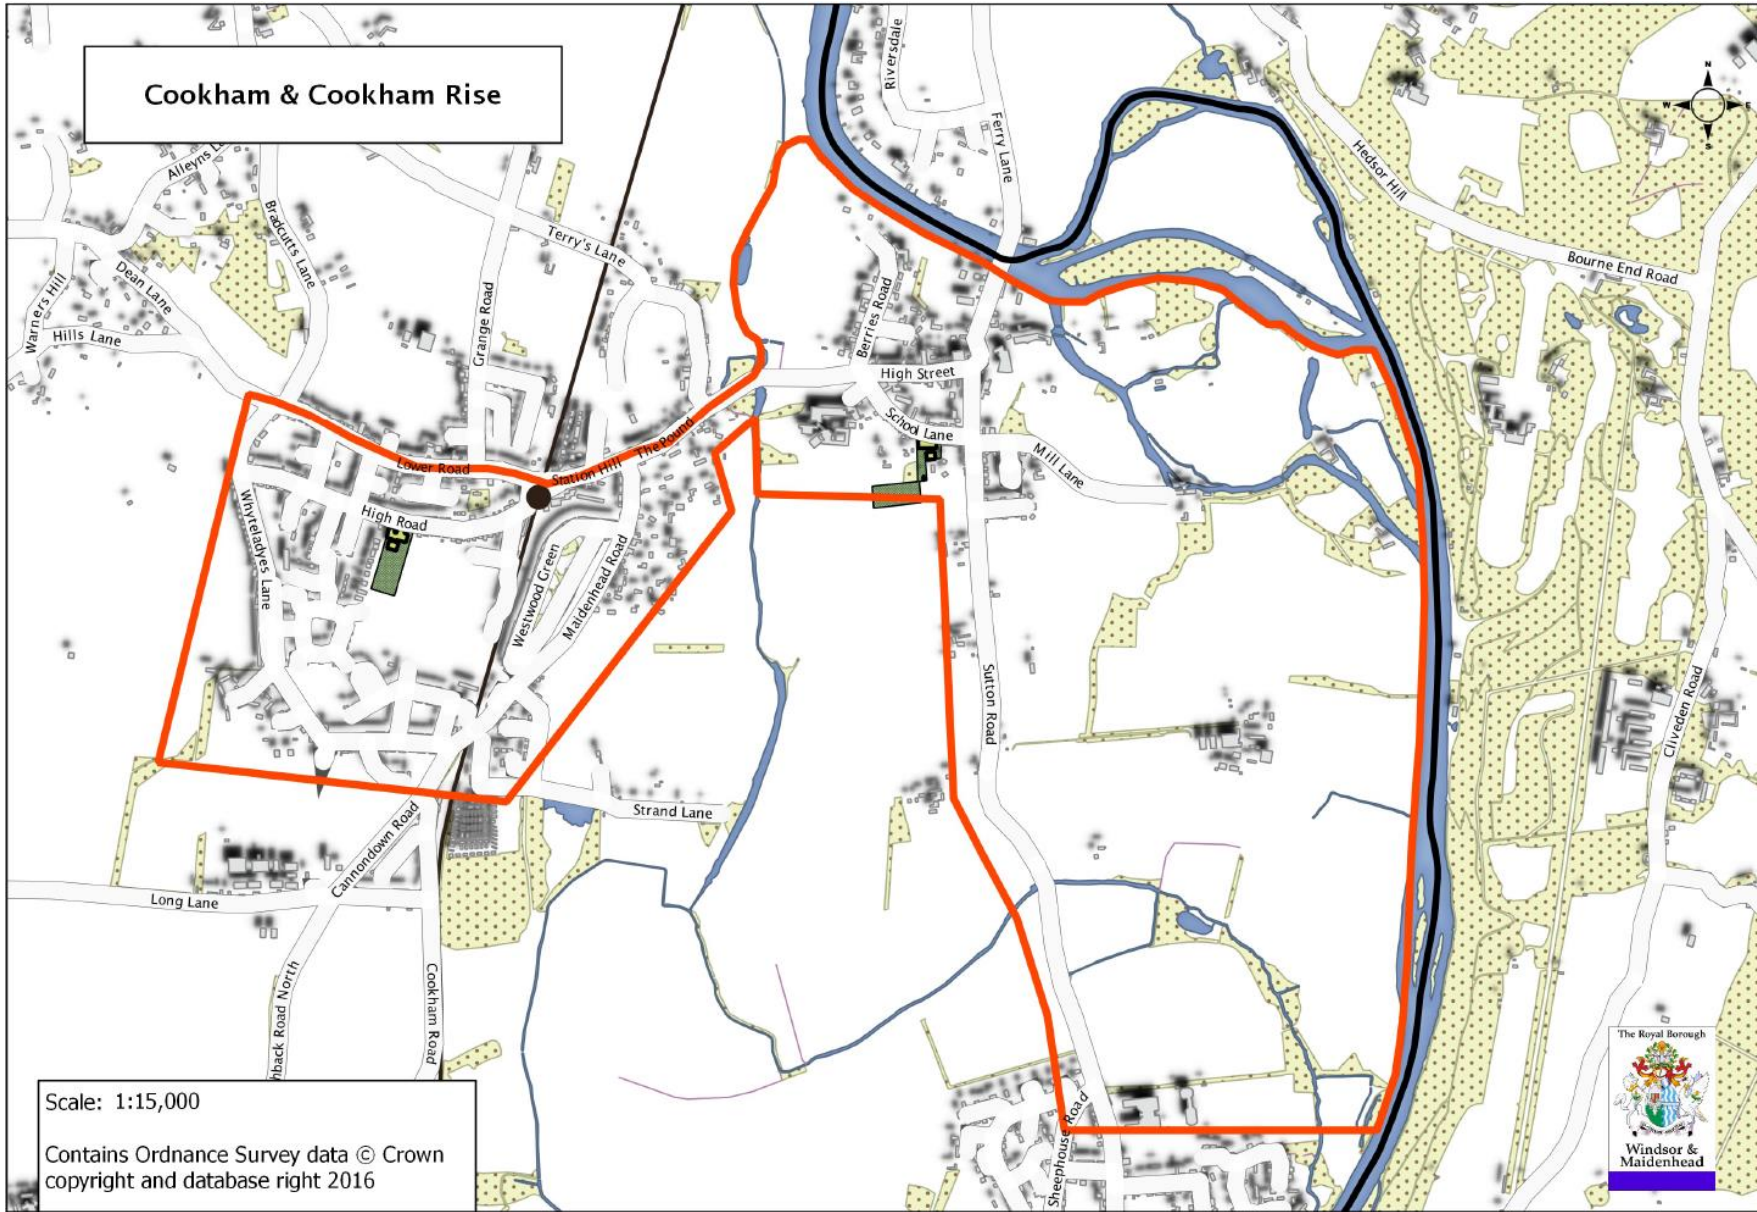 Cookham & Cookham Rise
N
W
E
S
Riversdale
Ferry Lane
Hedsor Hill
Bourne End Road
Alleyns
Bradcutts Lane
Terry's Lane
Dean Lane
Warners Hill
Hills Lane
Grange Road
Berries Road
High Street
School Lane
Mill Lane
The Pound
Station Hill
Lower Road
High Road
Whyteladyes Lane
Westwood Green
Maidenhead Road
Sutton Road
Cliveden Road
Strand Lane
Cannondown Road
Long Lane
hback Road North
Cookham Road
Sheephouse Road
Scale: 1:15,000
Contains Ordnance Survey data © Crown
copyright and database right 2016
The Royal Borough
Windsor &
Maidenhead